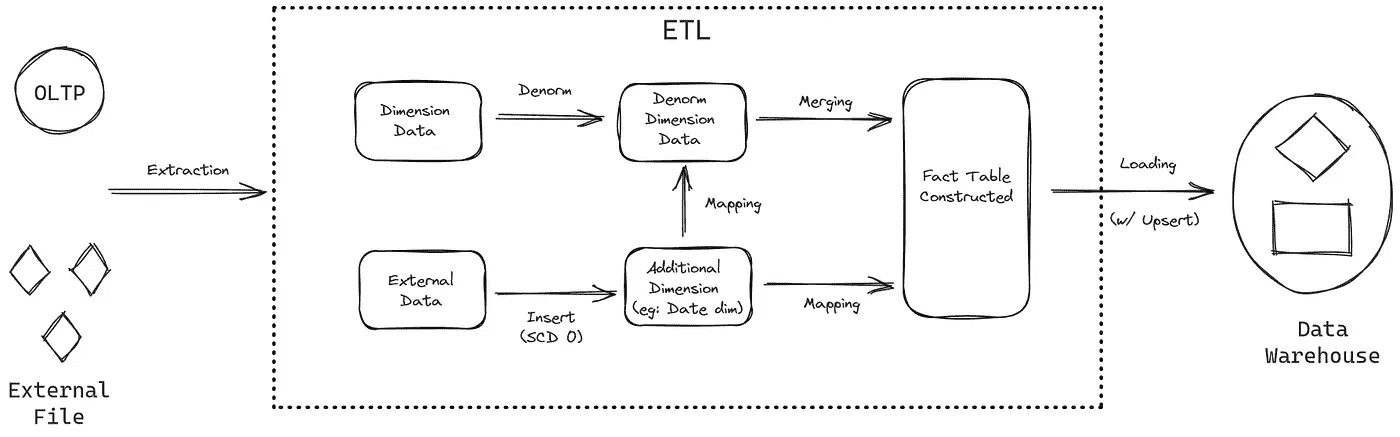 ETL
OLTP
Extraction
External
File
Dimension
Data
Denorm
Denorm
Dimension
Data
Merging
Mapping
External
Data
Insert
(SCD 0)
Additional
Dimension
(eg: Date dim)
Mapping
Fact Table
Constructed
Loading
(w/ Upsert)
Data
Warehouse